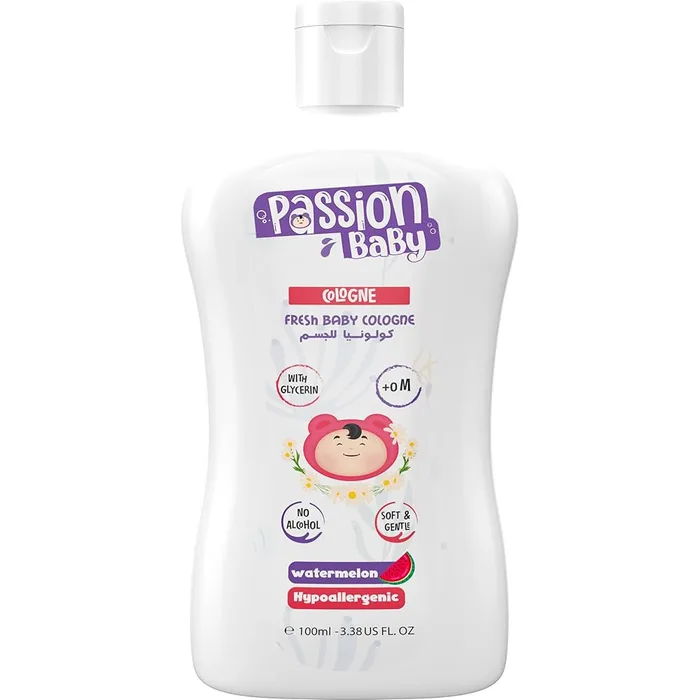 Passion
BaBy
COLOGNE
FRESH BABY COLOGNE
كولونيا للجسم
WITH
GLYCERIN
+0 M
NO
ALCOHOL
SOFT &
GENTLE
watermelon
Hypoallergenic
℮ 100ml - 3.38 US FL. OZ